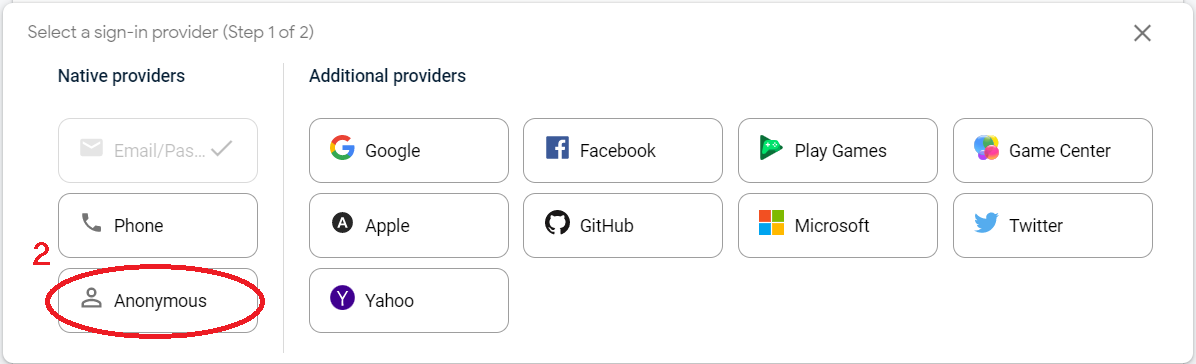 Select a sign-in provider (Step 1 of 2)
Native providers
Additional providers
Email/Pas...
Google
Facebook
Play Games
Game Center
Phone
Apple
GitHub
Microsoft
Twitter
2
Anonymous
Yahoo